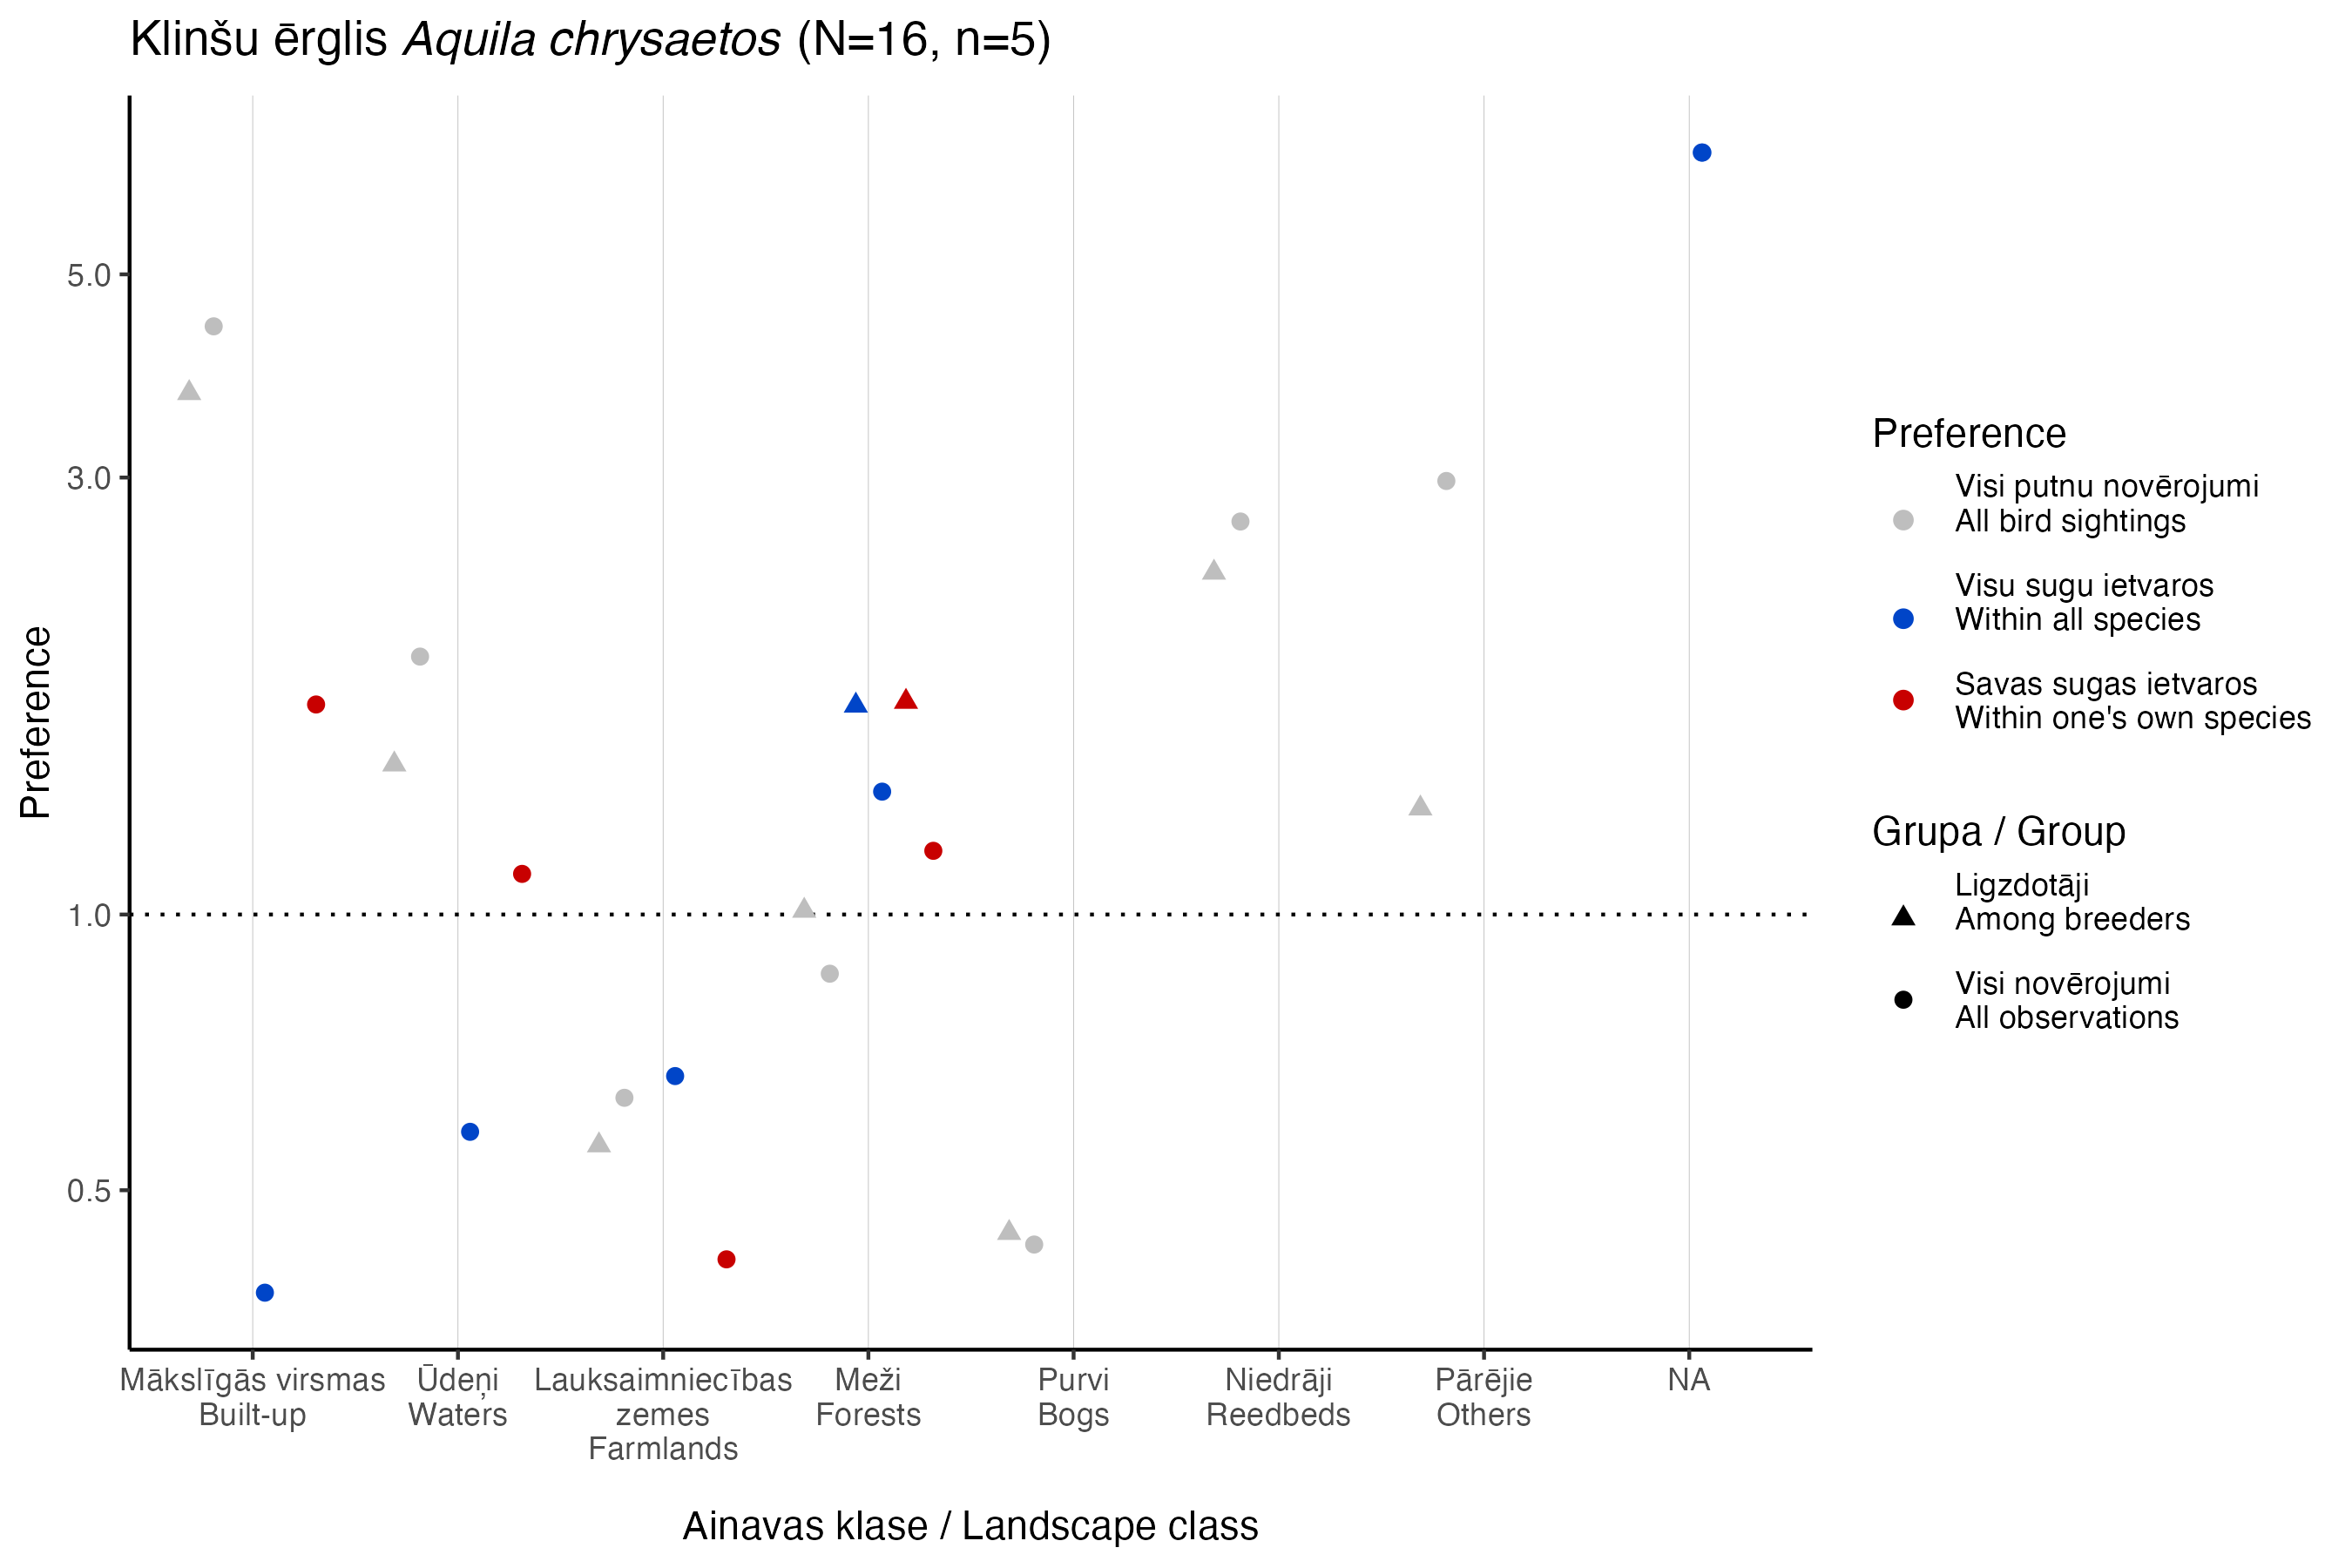 Klinšu ērglis Aquila chrysaetos (N=16, n=5)
Preference
5.0
3.0
1.0
0.5
Mākslīgās virsmas
Built-up
Ūdeņi
Waters
Lauksaimniecības
zemes
Farmlands
Meži
Forests
Purvi
Bogs
Niedrāji
Reedbeds
Pārējie
Others
NA
Ainavas klase / Landscape class
Preference
Visi putnu novērojumi
All bird sightings
Visu sugu ietvaros
Within all species
Savas sugas ietvaros
Within one's own species
Grupa / Group
Ligzdotāji
Among breeders
Visi novērojumi
All observations